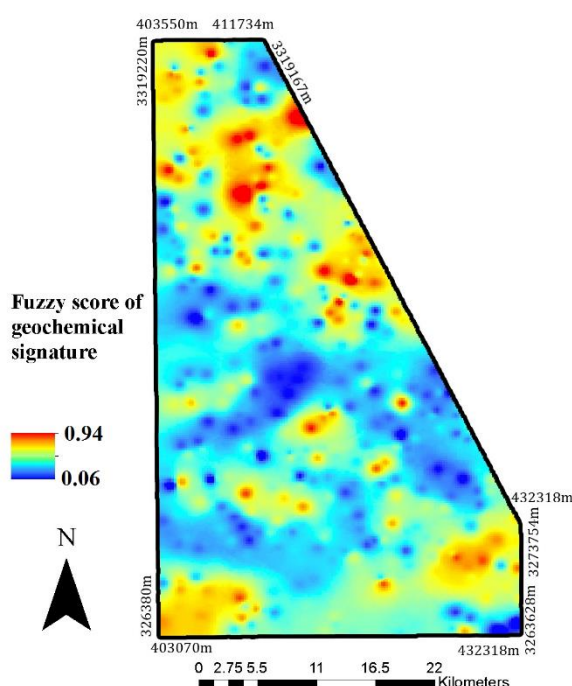 403550m 411734m
3319220m
3319167m
Fuzzy score of
geochemical
signature
0.94
0.06
N
432318m
3273754m
3263628m
326380m
403070m
432318m
0 2.75 5.5 11 16.5 22
Kilometers